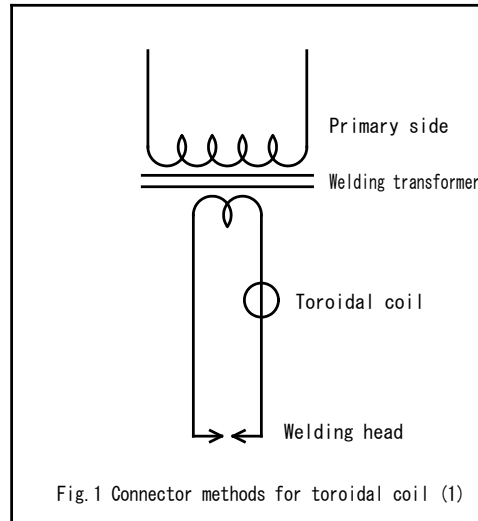 Primary side
Welding transformer
Toroidal coil
Welding head
Fig.1 Connector methods for toroidal coil (1)